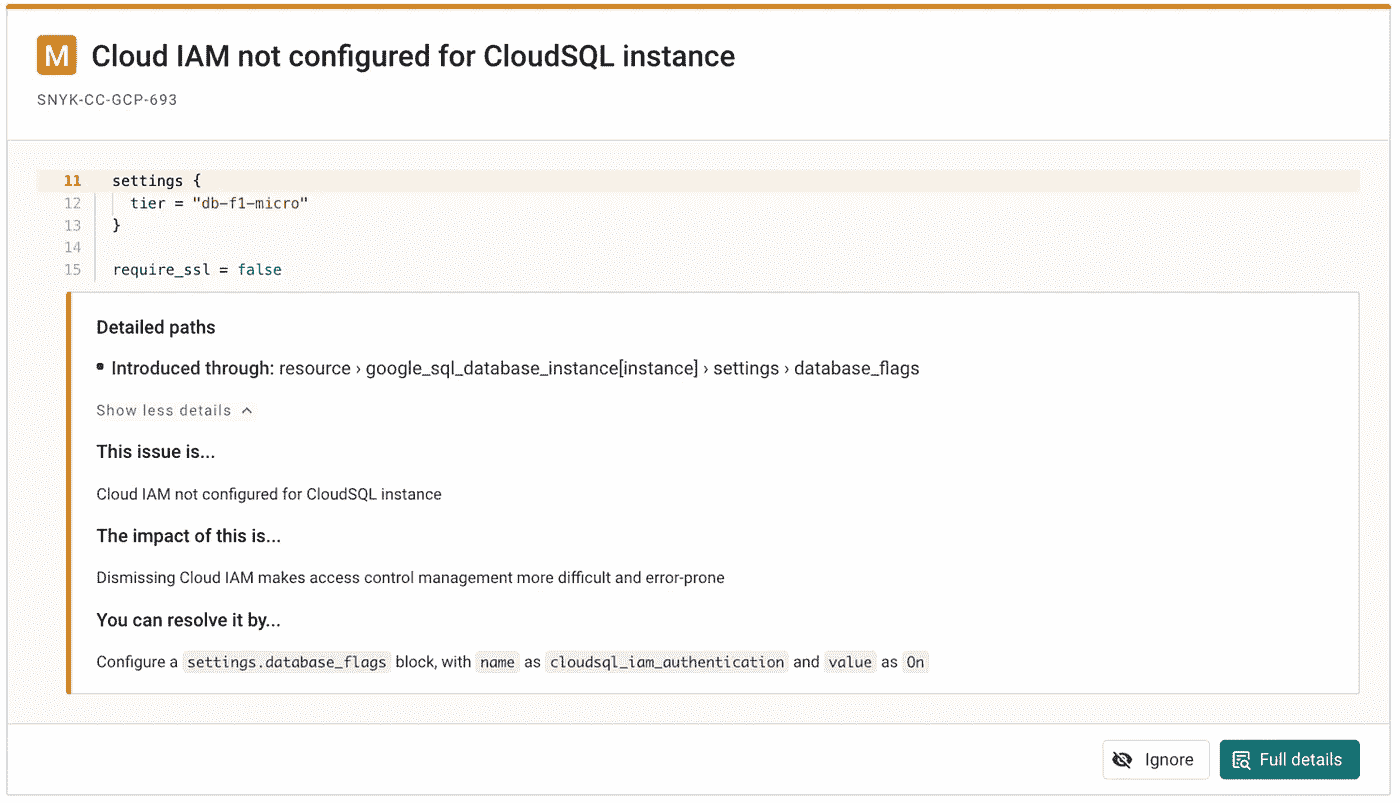 M Cloud IAM not configured for CloudSQL instance
SNYK-CC-GCP-693
11 settings {
12 tier = "db-f1-micro"
13 }
14
15 require_ssl = false
Detailed paths
• Introduced through: resource › google_sql_database_instance[instance] › settings › database_flags
Show less details
This issue is...
Cloud IAM not configured for CloudSQL instance
The impact of this is...
Dismissing Cloud IAM makes access control management more difficult and error-prone
You can resolve it by...
Configure a settings.database_flags block, with name as cloudsql_iam_authentication and value as On
Ignore Full details